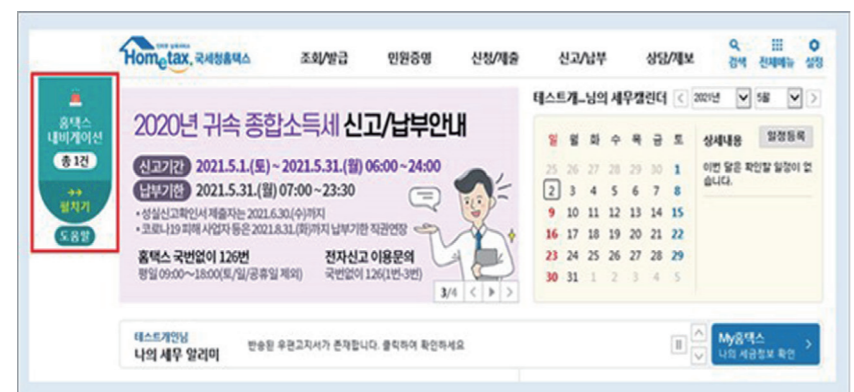 Hometax. 국세청홈택스
조회/발급 민원증명 신청/제출 신고/납부 상담/제보
검색 전체메뉴 설정
홈택스
내비게이션
총 1건
펼치기
도움말
2020년 귀속 종합소득세 신고/납부안내
신고기간 2021.5.1.(토) ~ 2021.5.31.(월) 06:00 ~ 24:00
납부기한 2021.5.31.(월) 07:00 ~ 23:30
• 성실신고확인서 제출자는 2021.6.30.(수)까지
• 코로나19 피해 사업자 등은 2021.8.31.(화)까지 납부기한 직권연장
홈택스 국번없이 126번
평일 09:00~18:00(토/일/공휴일 제외)
전자신고 이용문의
국번없이 126(1번-3번)
3/4
테스트개...님의 세무캘린더 2021년 5월
일 월 화 수 목 금 토
25 26 27 28 29 30 1
2 3 4 5 6 7 8
9 10 11 12 13 14 15
16 17 18 19 20 21 22
23 24 25 26 27 28 29
30 31 1 2 3 4 5
상세내용 일정등록
이번 달은 확인할 일정이 없
습니다.
테스트개인님
나의 세무 알리미
반송된 우편고지서가 존재합니다. 클릭하여 확인하세요
My홈택스
나의 세금정보 확인